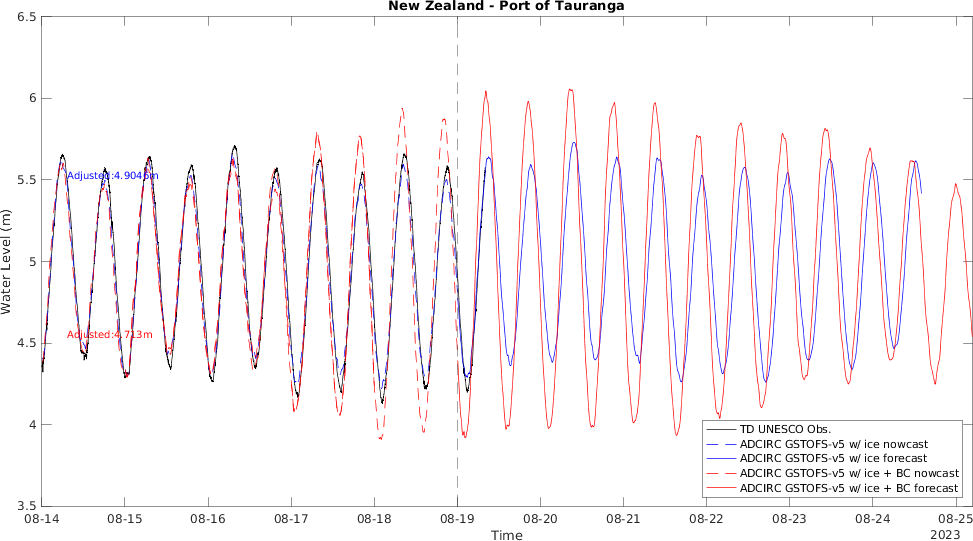 New Zealand - Port of Tauranga
6.5
6
5.5
5
4.5
4
3.5
Water Level (m)
Adjusted:4.9046m
Adjusted:4.713m
TD UNESCO Obs.
ADCIRC GSTOFS-v5 w/ ice nowcast
ADCIRC GSTOFS-v5 w/ ice forecast
ADCIRC GSTOFS-v5 w/ ice + BC nowcast
ADCIRC GSTOFS-v5 w/ ice + BC forecast
08-14 08-15 08-16 08-17 08-18 08-19 08-20 08-21 08-22 08-23 08-24 08-25
Time
2023